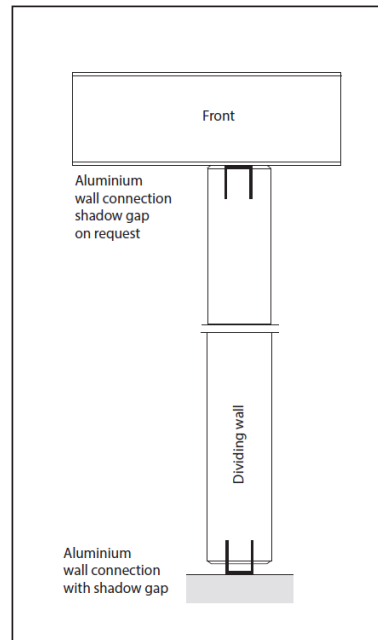 Front
Aluminium
wall connection
shadow gap
on request
Dividing wall
Aluminium
wall connection
with shadow gap